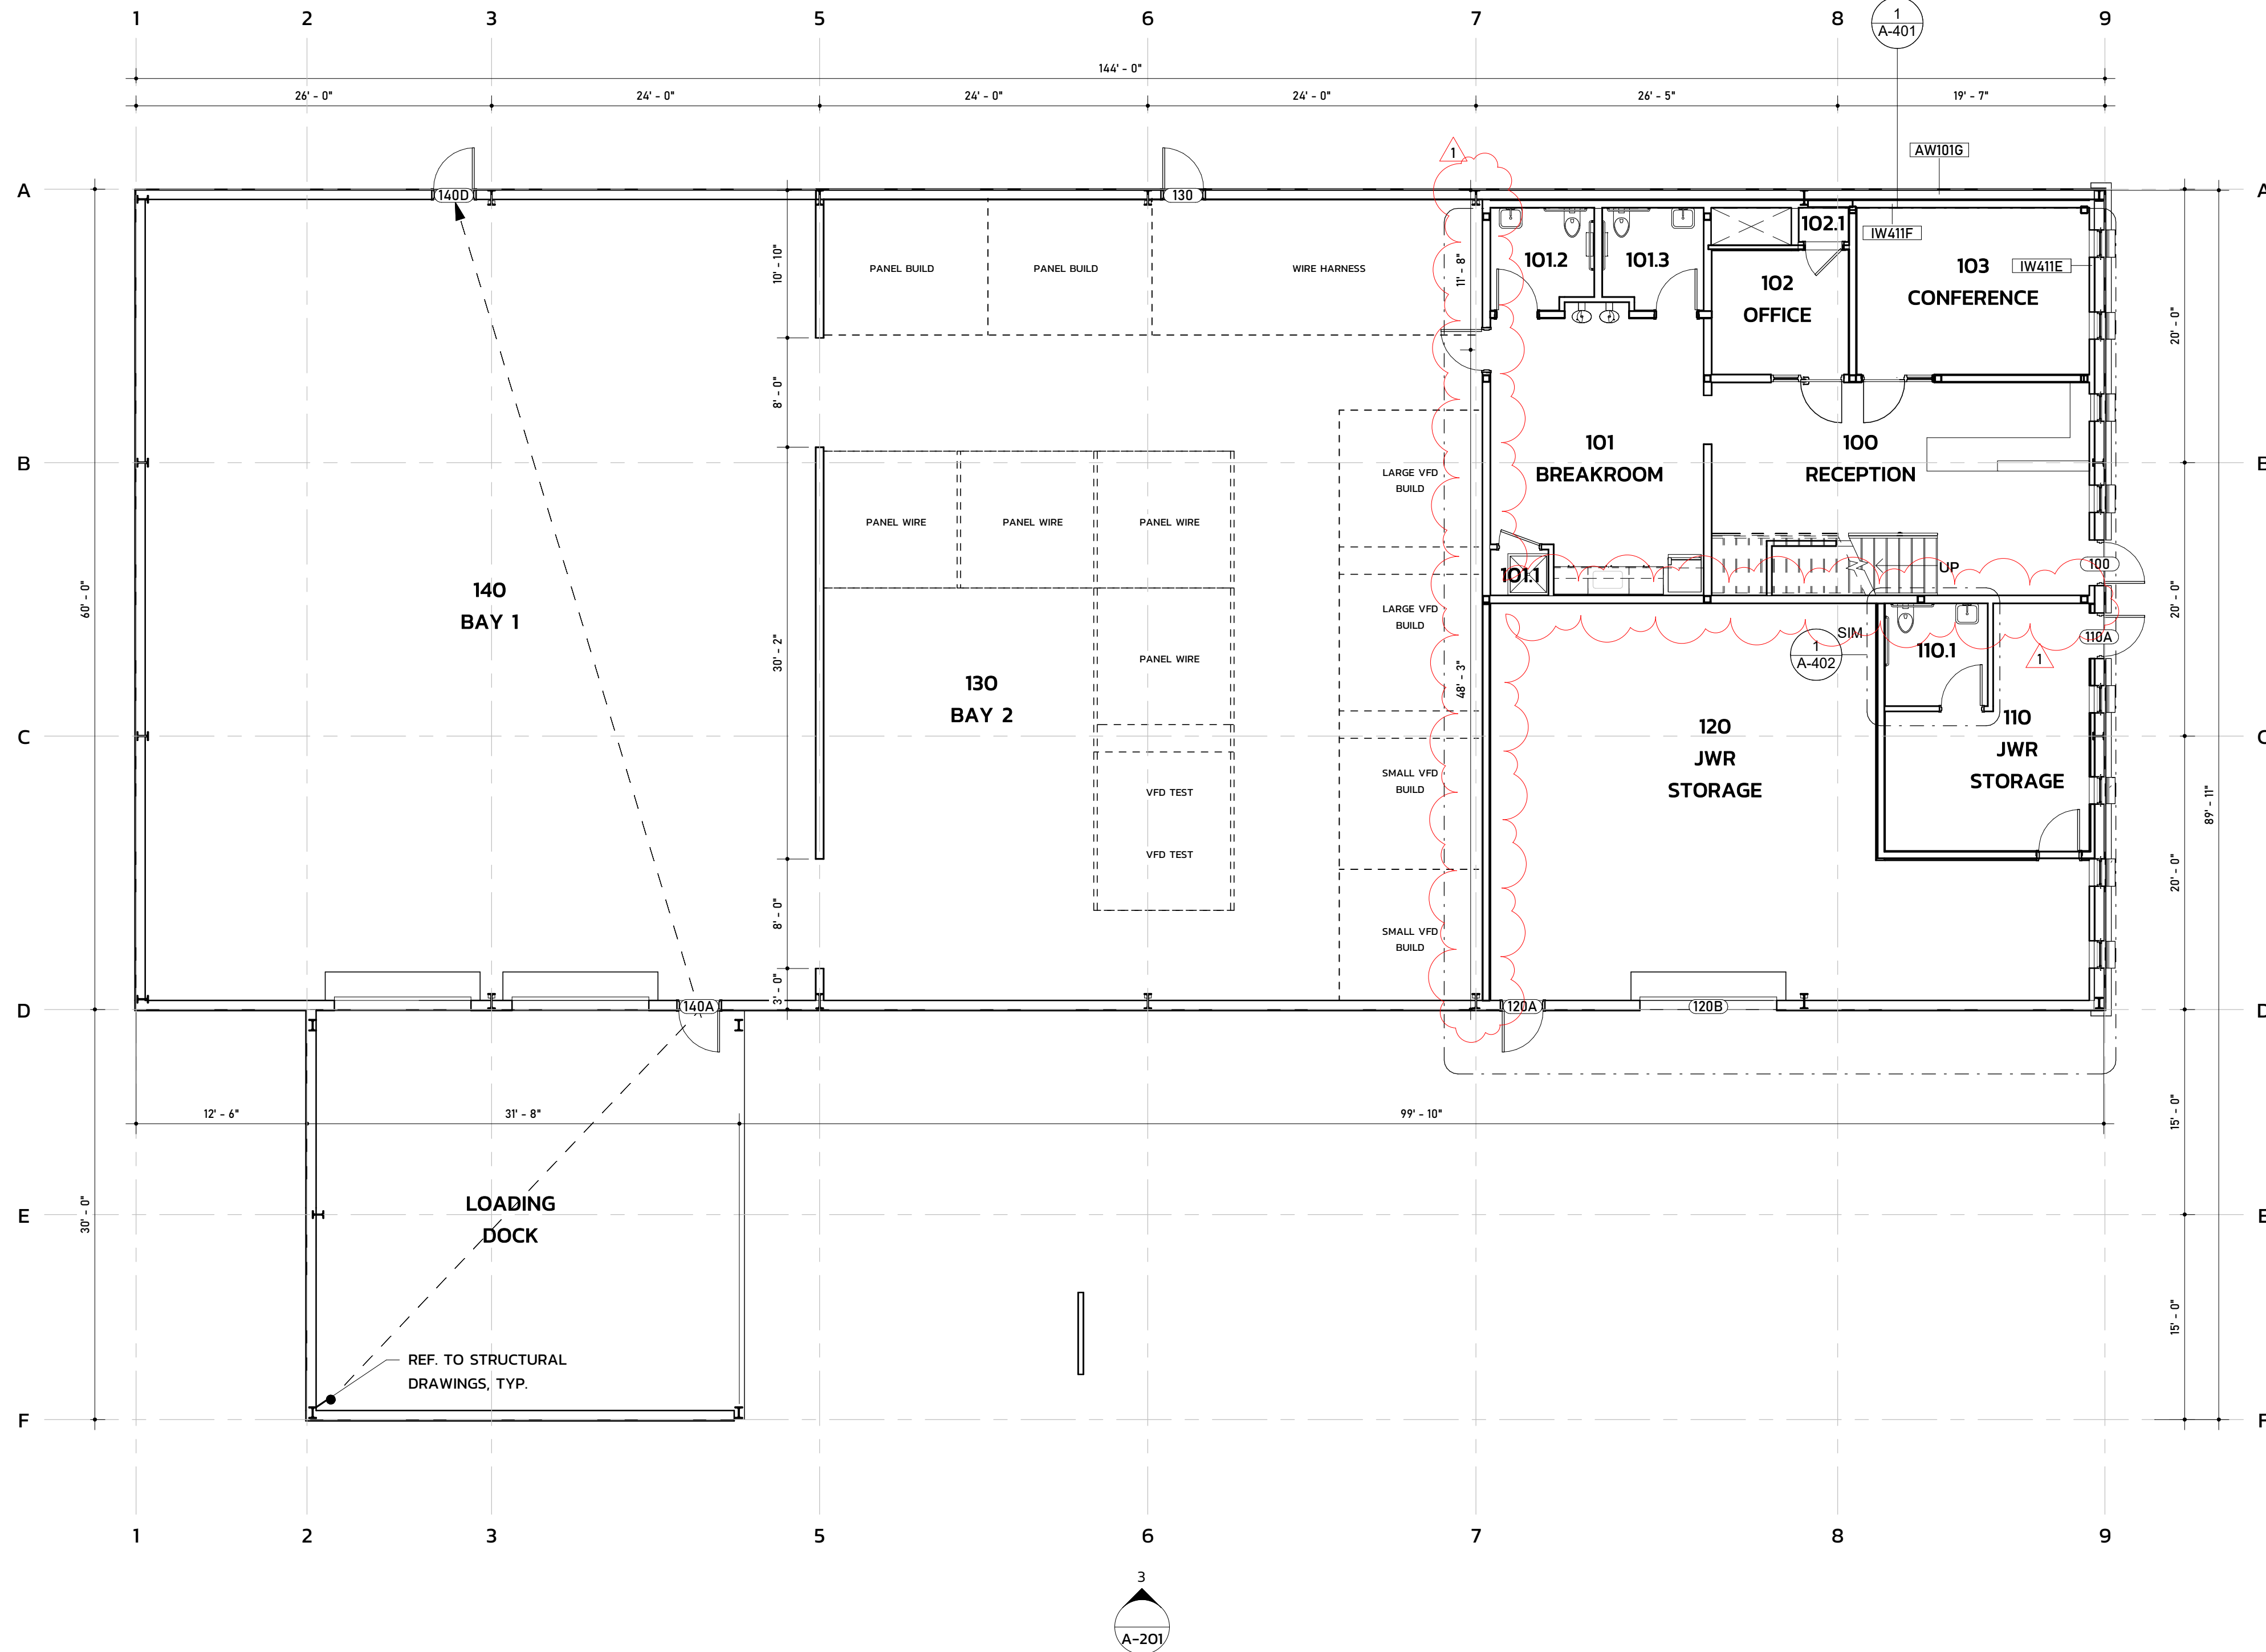 1 2 3 5 6 7 8 9
1
A-401
144' - 0"
26' - 0" 24' - 0" 24' - 0" 24' - 0" 26' - 5" 19' - 7"
AW101G
1
A 140D 130 A
102.1
IW411F
10' - 10"
PANEL BUILD PANEL BUILD WIRE HARNESS
11' - 8"
101.2 101.3
102
OFFICE
103
CONFERENCE
IW411E
20' - 0"
8' - 0"
B
101
BREAKROOM
100
RECEPTION
B
LARGE VFD
BUILD
PANEL WIRE PANEL WIRE PANEL WIRE
101.1
UP
100
60' - 0"
140
BAY 1
30' - 2"
LARGE VFD
BUILD
20' - 0"
SIM
1
A-402
110.1
110A
1
PANEL WIRE
48' - 3"
130
BAY 2
C
120
JWR
STORAGE
110
JWR
STORAGE
C
SMALL VFD
BUILD
VFD TEST
VFD TEST
89' - 11"
20' - 0"
8' - 0"
SMALL VFD
BUILD
3' - 0"
D 140A 120A 120B D
12' - 6" 31' - 8" 99' - 10"
15' - 0"
30' - 0"
LOADING
DOCK
E E
15' - 0"
REF. TO STRUCTURAL
DRAWINGS, TYP.
F F
1 2 3 5 6 7 8 9
3
A-201